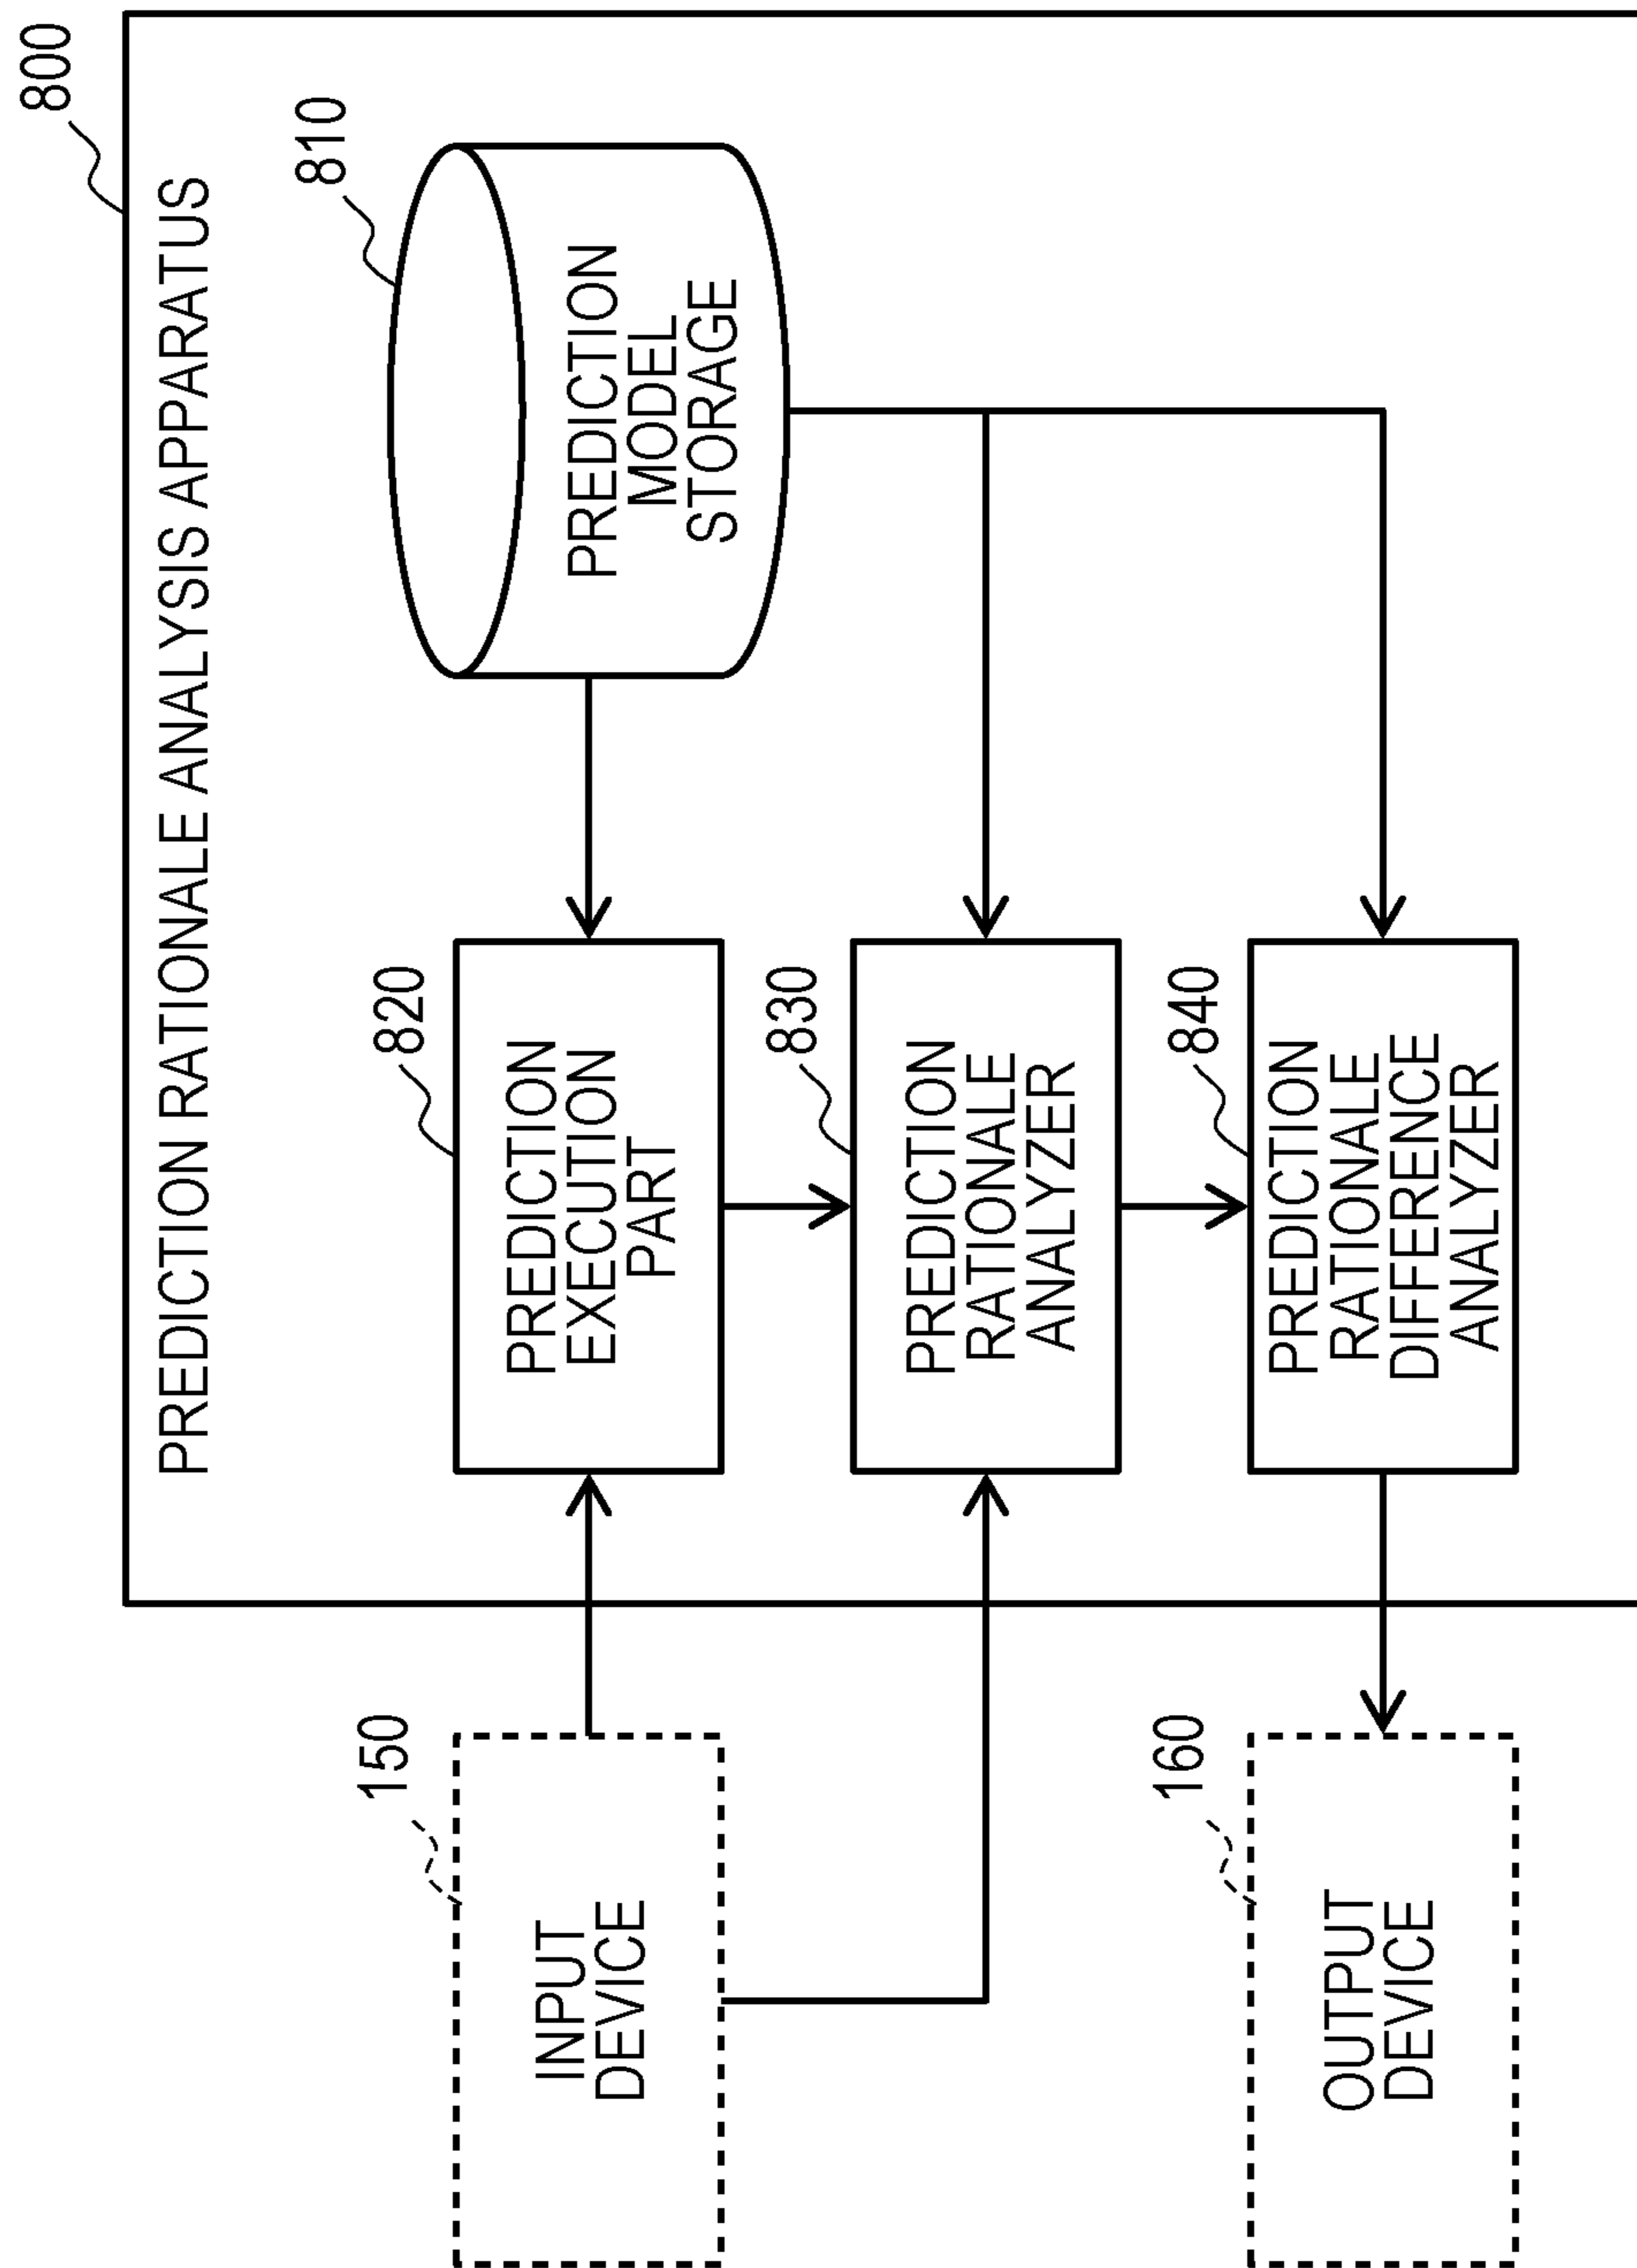 800
PREDICTION RATIONALE ANALYSIS APPARATUS
810
PREDICTION
MODEL
STORAGE
150
INPUT
DEVICE
820
PREDICTION
EXECUTION
PART
830
PREDICTION
RATIONALE
ANALYZER
160
OUTPUT
DEVICE
840
PREDICTION
RATIONALE
DIFFERENCE
ANALYZER